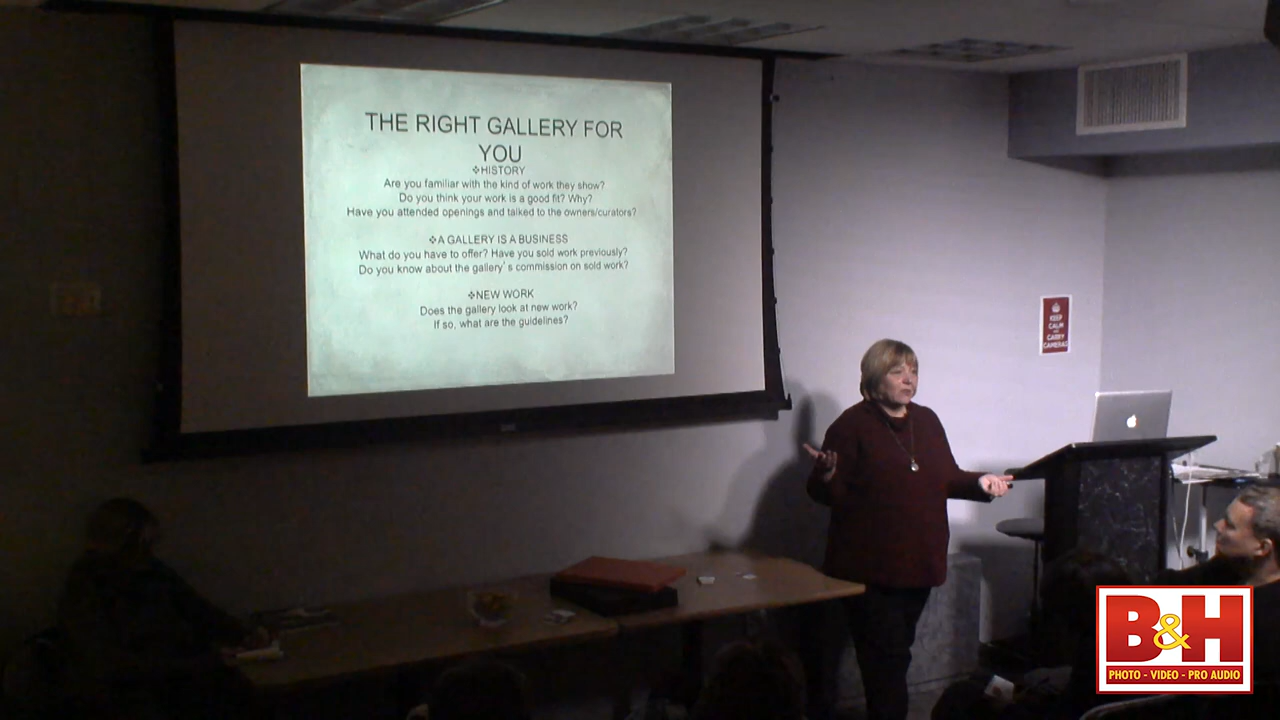 THE RIGHT GALLERY FOR
YOU
❖HISTORY
Are you familiar with the kind of work they show?
Do you think your work is a good fit? Why?
Have you attended openings and talked to the owners/curators?
❖A GALLERY IS A BUSINESS
What do you have to offer? Have you sold work previously?
Do you know about the gallery's commission on sold work?
❖NEW WORK
Does the gallery look at new work?
If so, what are the guidelines?
KEEP
CALM
AND
CARRY
CAMERAS
B&H
PHOTO - VIDEO - PRO AUDIO